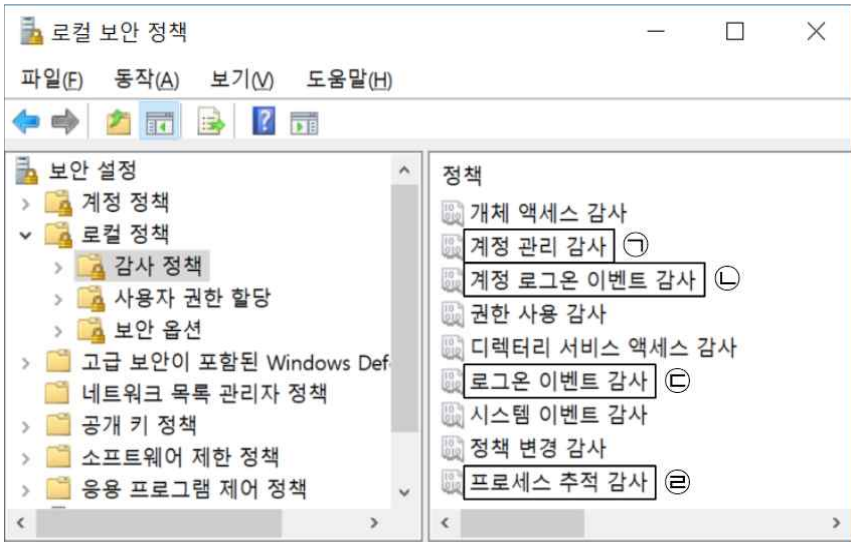 로컬 보안 정책
파일(F) 동작(A) 보기(V) 도움말(H)
보안 설정
계정 정책
로컬 정책
감사 정책
사용자 권한 할당
보안 옵션
고급 보안이 포함된 Windows Def
네트워크 목록 관리자 정책
공개 키 정책
소프트웨어 제한 정책
응용 프로그램 제어 정책
정책
개체 액세스 감사
계정 관리 감사 ㉠
계정 로그온 이벤트 감사 ㉡
권한 사용 감사
디렉터리 서비스 액세스 감사
로그온 이벤트 감사 ㉢
시스템 이벤트 감사
정책 변경 감사
프로세스 추적 감사 ㉣